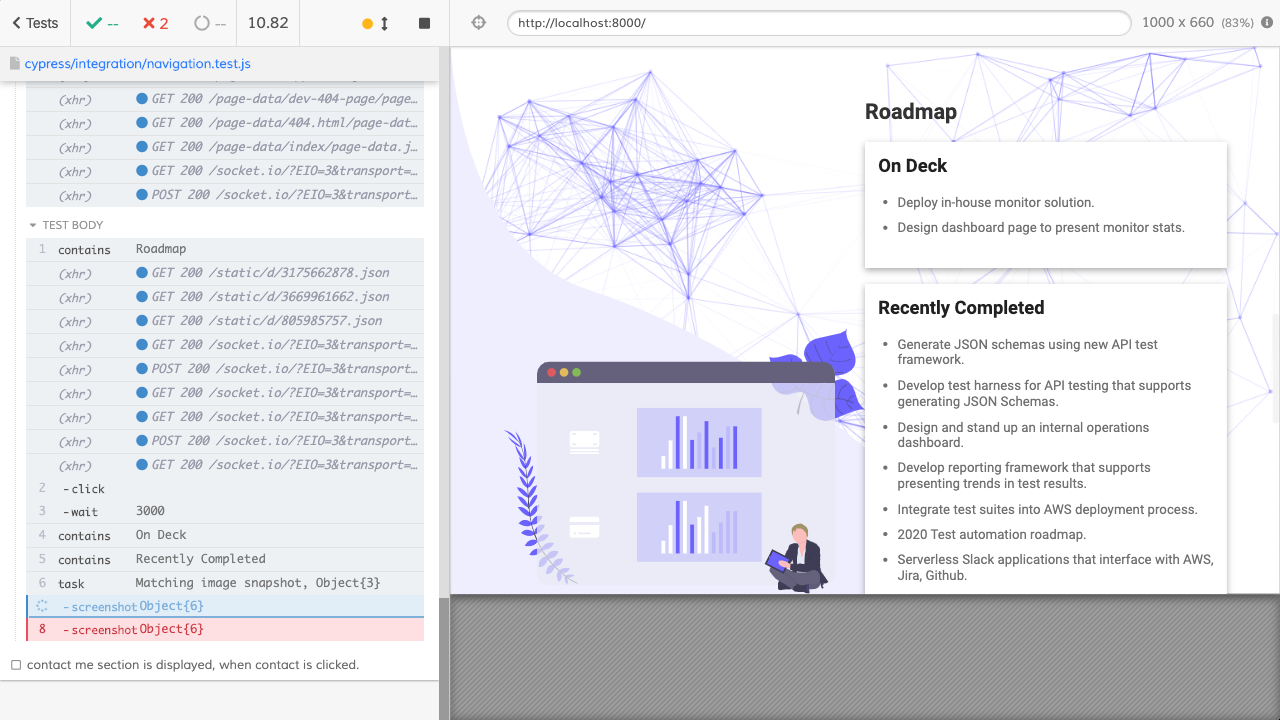 Tests
--
2
--
10.82
http://localhost:8000/
1000 x 660 (83%)
cypress/integration/navigation.test.js
(xhr) GET 200 /page-data/dev-404-page/page…
(xhr) GET 200 /page-data/404.html/page-dat…
(xhr) GET 200 /page-data/index/page-data.j…
(xhr) GET 200 /socket.io/?EIO=3&transport=…
(xhr) POST 200 /socket.io/?EIO=3&transport…
TEST BODY
1 contains Roadmap
(xhr) GET 200 /static/d/3175662878.json
(xhr) GET 200 /static/d/3669961662.json
(xhr) GET 200 /static/d/805985757.json
(xhr) GET 200 /socket.io/?EIO=3&transport=…
(xhr) POST 200 /socket.io/?EIO=3&transport…
(xhr) GET 200 /socket.io/?EIO=3&transport=…
(xhr) GET 200 /socket.io/?EIO=3&transport=…
(xhr) POST 200 /socket.io/?EIO=3&transport…
(xhr) GET 200 /socket.io/?EIO=3&transport=…
2 -click
3 -wait 3000
4 contains On Deck
5 contains Recently Completed
6 task Matching image snapshot, Object{3}
-screenshot Object{6}
8 -screenshot Object{6}
contact me section is displayed, when contact is clicked.
Roadmap
On Deck
• Deploy in-house monitor solution.
• Design dashboard page to present monitor stats.
Recently Completed
• Generate JSON schemas using new API test
framework.
• Develop test harness for API testing that supports
generating JSON Schemas.
• Design and stand up an internal operations
dashboard.
• Develop reporting framework that supports
presenting trends in test results.
• Integrate test suites into AWS deployment process.
• 2020 Test automation roadmap.
• Serverless Slack applications that interface with AWS,
Jira, Github.